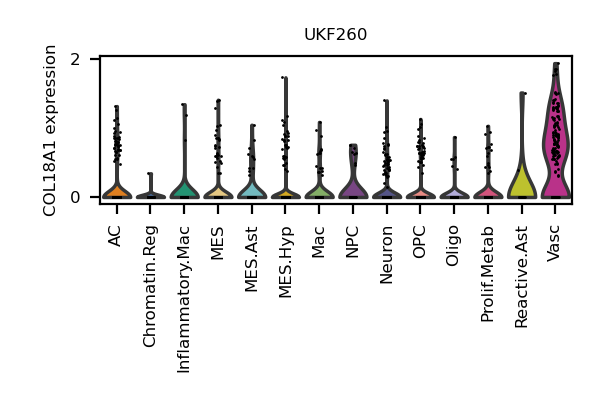 UKF260
COL18A1 expression
2
0
AC
Chromatin.Reg
Inflammatory.Mac
MES
MES.Ast
MES.Hyp
Mac
NPC
Neuron
OPC
Oligo
Prolif.Metab
Reactive.Ast
Vasc